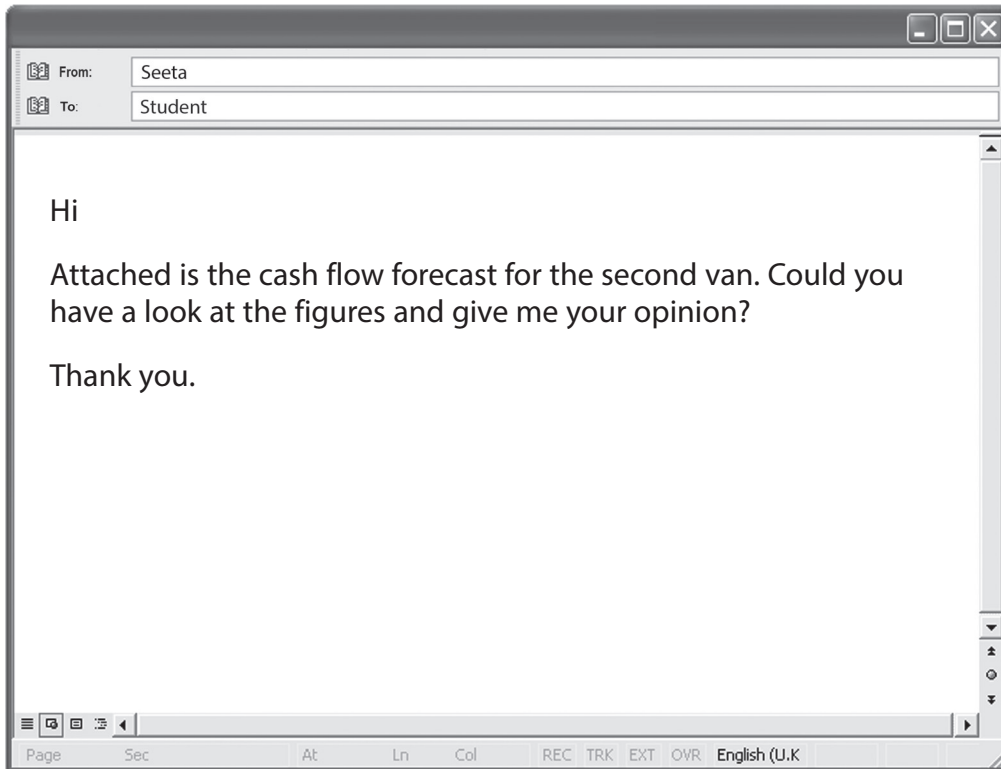 From: Seeta
To: Student
Hi
Attached is the cash flow forecast for the second van. Could you
have a look at the figures and give me your opinion?
Thank you.
Page Sec At Ln Col REC TRK EXT OVR English (U.K